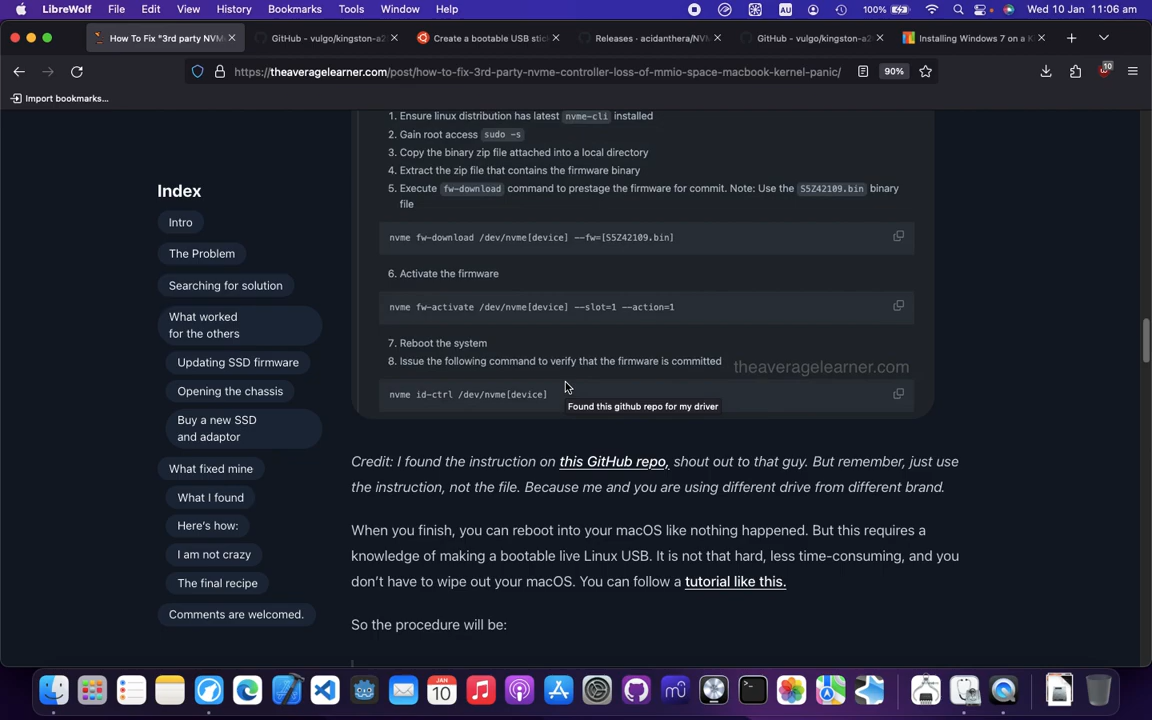 LibreWolf File Edit View History Bookmarks Tools Window Help AU 100% Wed 10 Jan 11:06 am
How To Fix "3rd party NVM
GitHub - vulgo/kingston-a2
Create a bootable USB stic
Releases · acidanthera/NVM
GitHub - vulgo/kingston-a2
Installing Windows 7 on a K
https://theaveragelearner.com/post/how-to-fix-3rd-party-nvme-controller-loss-of-mmio-space-macbook-kernel-panic/
90%
10
Import bookmarks...
Index
Intro
The Problem
Searching for solution
What worked
for the others
Updating SSD firmware
Opening the chassis
Buy a new SSD
and adaptor
What fixed mine
What I found
Here's how:
I am not crazy
The final recipe
Comments are welcomed.
1. Ensure linux distribution has latest nvme-cli installed
2. Gain root access sudo -s
3. Copy the binary zip file attached into a local directory
4. Extract the zip file that contains the firmware binary
5. Execute fw-download command to prestage the firmware for commit. Note: Use the S5Z42109.bin binary
file
nvme fw-download /dev/nvme[device] --fw=[S5Z42109.bin]
6. Activate the firmware
nvme fw-activate /dev/nvme[device] --slot=1 --action=1
7. Reboot the system
8. Issue the following command to verify that the firmware is committed
theaveragelearner.com
nvme id-ctrl /dev/nvme[device]
Found this github repo for my driver
Credit: I found the instruction on this GitHub repo, shout out to that guy. But remember, just use
the instruction, not the file. Because me and you are using different drive from different brand.
When you finish, you can reboot into your macOS like nothing happened. But this requires a
knowledge of making a bootable live Linux USB. It is not that hard, less time-consuming, and you
don't have to wipe out your macOS. You can follow a tutorial like this.
So the procedure will be:
JAN
10